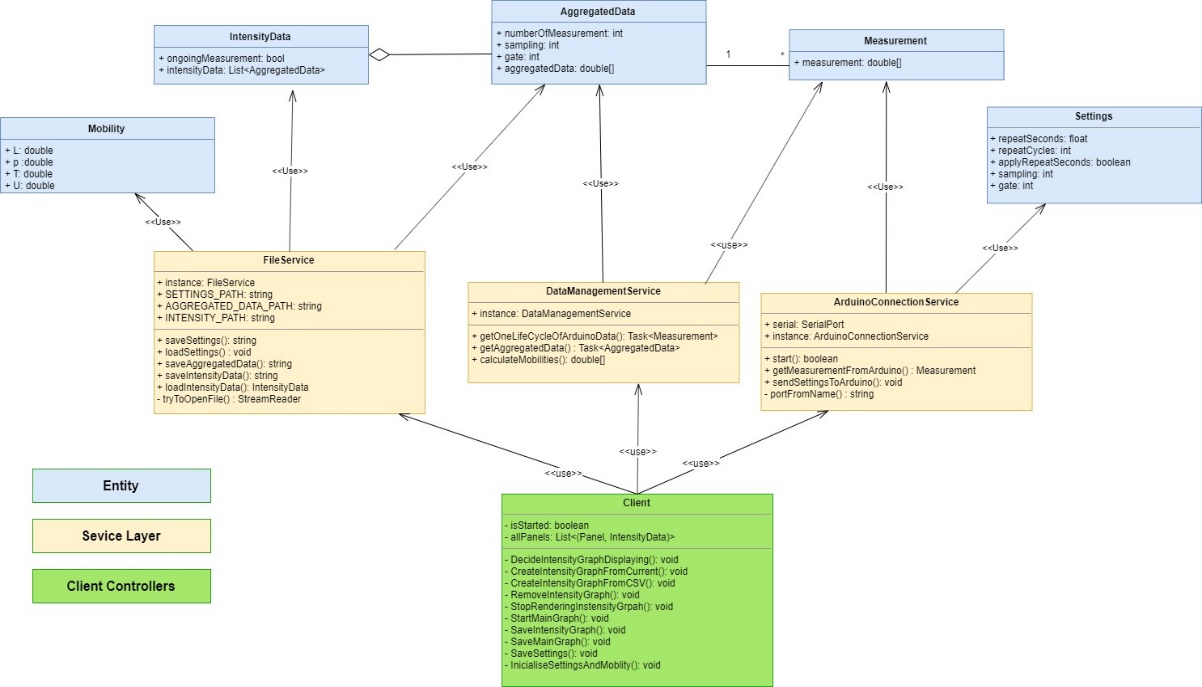 AggregatedData
+ numberOfMeasurement: int
+ sampling: int
+ gate: int
+ aggregatedData: double[]
IntensityData
+ ongoingMeasurement: bool
+ intensityData: List<AggregatedData>
Measurement
+ measurement: double[]
1
*
Mobility
+ L: double
+ p :double
+ T: double
+ U: double
Settings
+ repeatSeconds: float
+ repeatCycles: int
+ applyRepeatSeconds: boolean
+ sampling: int
+ gate: int
<<Use>>
<<Use>>
<<Use>>
<<Use>>
<<use>>
<<Use>>
<<Use>>
FileService
+ instance: FileService
+ SETTINGS_PATH: string
+ AGGREGATED_DATA_PATH: string
+ INTENSITY_PATH: string
+ saveSettings(): string
+ loadSettings() : void
+ saveAggregatedData(): string
+ saveIntensityData(): string
+ loadIntensityData(): IntensityData
- tryToOpenFile() : StreamReader
DataManagementService
+ instance: DataManagementService
+ getOneLifeCycleOfArduinoData(): Task<Measurement>
+ getAggregatedData() : Task<AggregatedData>
+ calculateMobilities(): double[]
ArduinoConnectionService
+ serial: SerialPort
+ instance: ArduinoConnectionService
+ start(): boolean
+ getMeasurementFromArduino() : Measurement
+ sendSettingsToArduino(): void
- portFromName() : string
<<use>>
<<use>>
<<use>>
Entity
Sevice Layer
Client Controllers
Client
- isStarted: boolean
- allPanels: List<(Panel, IntensityData)>
- DecideIntensityGraphDisplaying(): void
- CreateIntensityGraphFromCurrent(): void
- CreateIntensityGraphFromCSV(): void
- RemoveIntensityGraph(): void
- StopRenderingInstensityGrpah(): void
- StartMainGraph(): void
- SaveIntensityGraph(): void
- SaveMainGraph(): void
- SaveSettings(): void
- InicialiseSettingsAndMoblity(): void